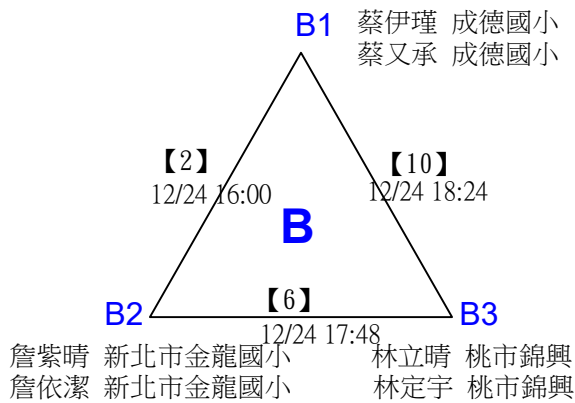 B1 蔡伊瑾 成德國小
蔡又承 成德國小
【2】
12/24 16:00
【10】
12/24 18:24
B
【6】
B2
B3
12/24 17:48
詹紫晴 新北市金龍國小
林立晴 桃市錦興
詹依潔 新北市金龍國小
林定宇 桃市錦興